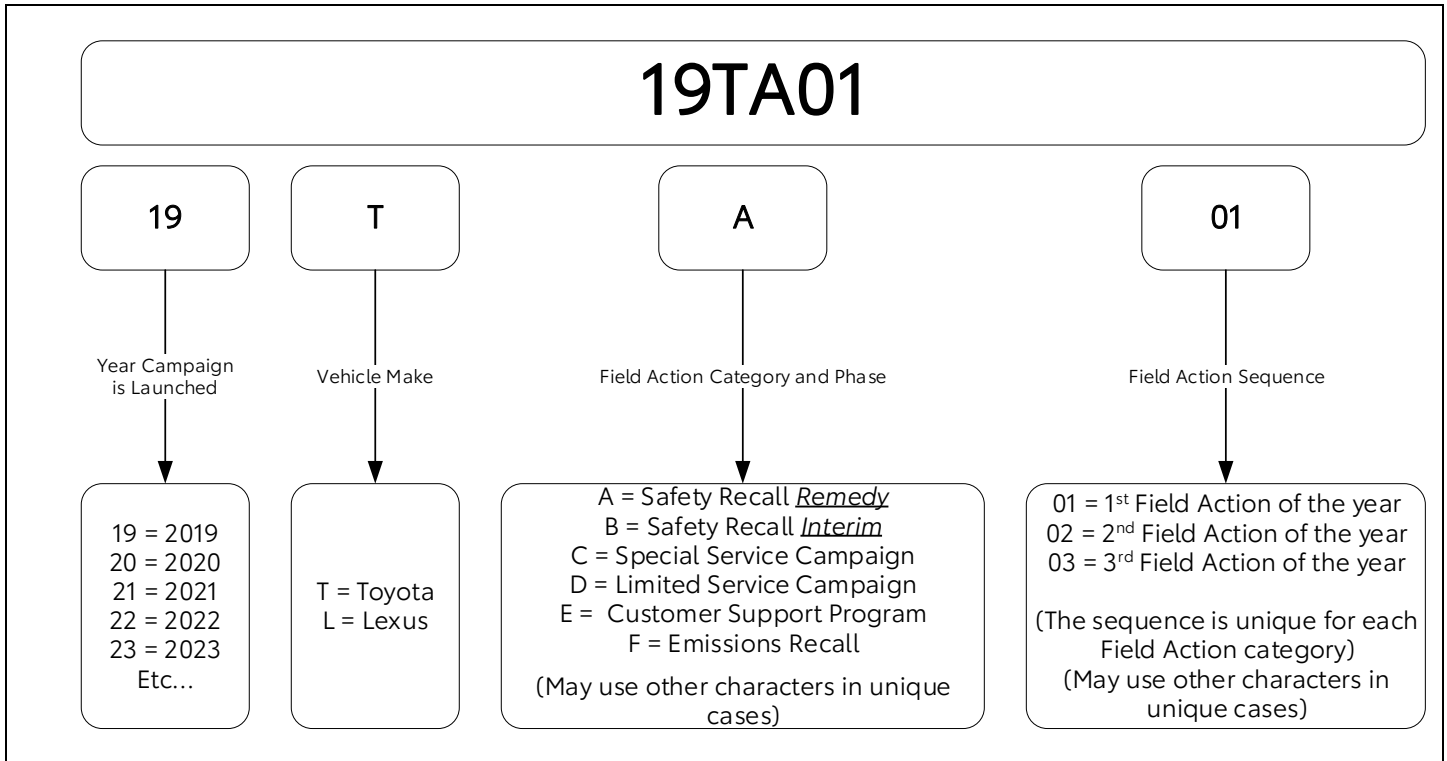 19TA01
19
T
A
01
Year Campaign
is Launched
Vehicle Make
Field Action Category and Phase
Field Action Sequence
19 = 2019
20 = 2020
21 = 2021
22 = 2022
23 = 2023
Etc...
T = Toyota
L = Lexus
A = Safety Recall Remedy
B = Safety Recall Interim
C = Special Service Campaign
D = Limited Service Campaign
E =  Customer Support Program
F = Emissions Recall
(May use other characters in unique
cases)
01 = 1st Field Action of the year
02 = 2nd Field Action of the year
03 = 3rd Field Action of the year
(The sequence is unique for each
Field Action category)
(May use other characters in
unique cases)